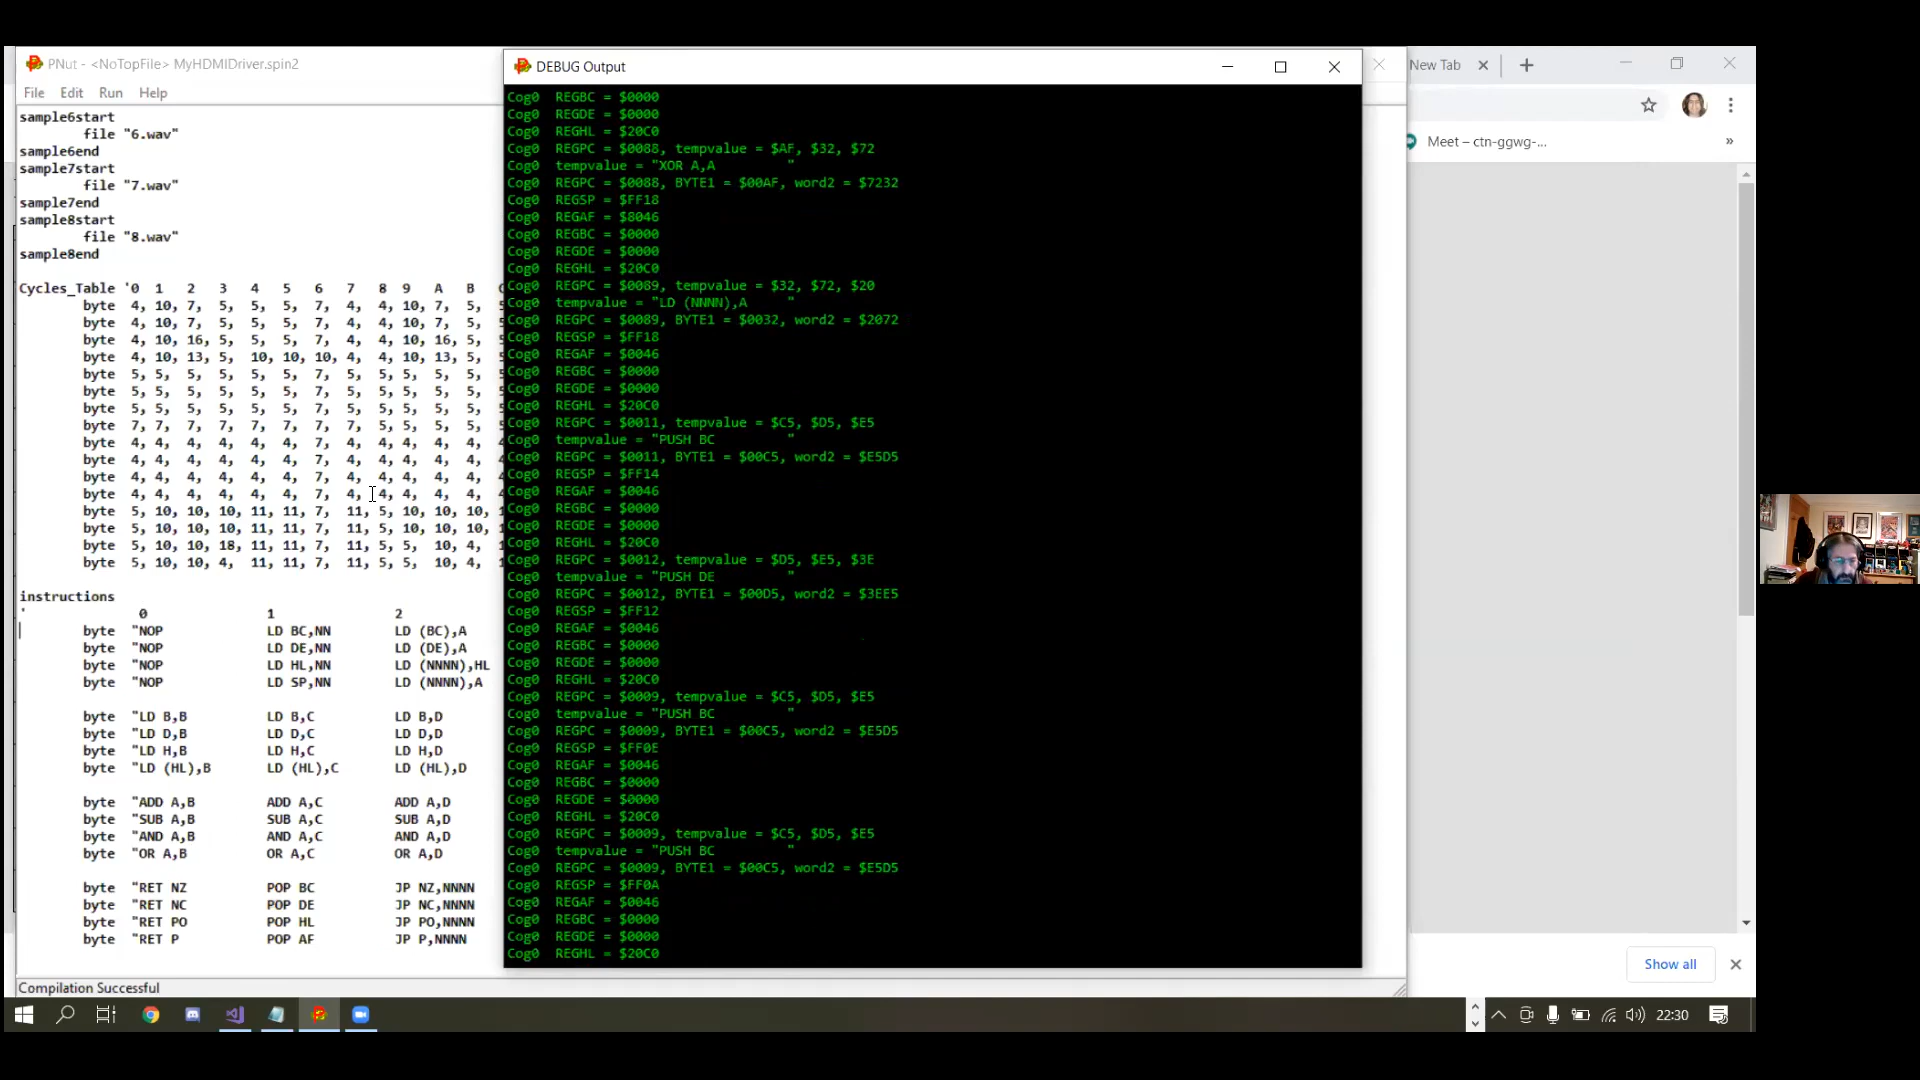 PNut - <NoTopFile> MyHDMIDriver.spin2
File Edit Run Help
sample6start
file "6.wav"
sample6end
sample7start
file "7.wav"
sample7end
sample8start
file "8.wav"
sample8end
Cycles_Table '0 1 2 3 4 5 6 7 8 9 A B
byte 4, 10, 7, 5, 5, 5, 7, 4, 4, 10, 7, 5,
byte 4, 10, 7, 5, 5, 5, 7, 4, 4, 10, 7, 5,
byte 4, 10, 16, 5, 5, 5, 7, 4, 4, 10, 16, 5,
byte 4, 10, 13, 5, 10, 10, 10, 4, 4, 10, 13, 5,
byte 5, 5, 5, 5, 5, 5, 7, 5, 5, 5, 5, 5,
byte 5, 5, 5, 5, 5, 5, 7, 5, 5, 5, 5, 5,
byte 5, 5, 5, 5, 5, 5, 7, 5, 5, 5, 5, 5,
byte 7, 7, 7, 7, 7, 7, 7, 7, 5, 5, 5, 5,
byte 4, 4, 4, 4, 4, 4, 7, 4, 4, 4, 4, 4,
byte 4, 4, 4, 4, 4, 4, 7, 4, 4, 4, 4, 4,
byte 4, 4, 4, 4, 4, 4, 7, 4, 4, 4, 4, 4,
byte 4, 4, 4, 4, 4, 4, 7, 4, 4, 4, 4, 4,
byte 5, 10, 10, 10, 11, 11, 7, 11, 5, 10, 10, 10,
byte 5, 10, 10, 10, 11, 11, 7, 11, 5, 10, 10, 10,
byte 5, 10, 10, 18, 11, 11, 7, 11, 5, 5, 10, 4,
byte 5, 10, 10, 4, 11, 11, 7, 11, 5, 5, 10, 4,
instructions
' 0 1 2
byte "NOP LD BC,NN LD (BC),A
byte "NOP LD DE,NN LD (DE),A
byte "NOP LD HL,NN LD (NNNN),HL
byte "NOP LD SP,NN LD (NNNN),A
byte "LD B,B LD B,C LD B,D
byte "LD D,B LD D,C LD D,D
byte "LD H,B LD H,C LD H,D
byte "LD (HL),B LD (HL),C LD (HL),D
byte "ADD A,B ADD A,C ADD A,D
byte "SUB A,B SUB A,C SUB A,D
byte "AND A,B AND A,C AND A,D
byte "OR A,B OR A,C OR A,D
byte "RET NZ POP BC JP NZ,NNNN
byte "RET NC POP DE JP NC,NNNN
byte "RET PO POP HL JP PO,NNNN
byte "RET P POP AF JP P,NNNN
Compilation Successful
DEBUG Output
Cog0 REGBC = $0000
Cog0 REGDE = $0000
Cog0 REGHL = $20C0
Cog0 REGPC = $0088, tempvalue = $AF, $32, $72
Cog0 tempvalue = "XOR A,A "
Cog0 REGPC = $0088, BYTE1 = $00AF, word2 = $7232
Cog0 REGSP = $FF18
Cog0 REGAF = $8046
Cog0 REGBC = $0000
Cog0 REGDE = $0000
Cog0 REGHL = $20C0
Cog0 REGPC = $0089, tempvalue = $32, $72, $20
Cog0 tempvalue = "LD (NNNN),A "
Cog0 REGPC = $0089, BYTE1 = $0032, word2 = $2072
Cog0 REGSP = $FF18
Cog0 REGAF = $0046
Cog0 REGBC = $0000
Cog0 REGDE = $0000
Cog0 REGHL = $20C0
Cog0 REGPC = $0011, tempvalue = $C5, $D5, $E5
Cog0 tempvalue = "PUSH BC "
Cog0 REGPC = $0011, BYTE1 = $00C5, word2 = $E5D5
Cog0 REGSP = $FF14
Cog0 REGAF = $0046
Cog0 REGBC = $0000
Cog0 REGDE = $0000
Cog0 REGHL = $20C0
Cog0 REGPC = $0012, tempvalue = $D5, $E5, $3E
Cog0 tempvalue = "PUSH DE "
Cog0 REGPC = $0012, BYTE1 = $00D5, word2 = $3EE5
Cog0 REGSP = $FF12
Cog0 REGAF = $0046
Cog0 REGBC = $0000
Cog0 REGDE = $0000
Cog0 REGHL = $20C0
Cog0 REGPC = $0009, tempvalue = $C5, $D5, $E5
Cog0 tempvalue = "PUSH BC "
Cog0 REGPC = $0009, BYTE1 = $00C5, word2 = $E5D5
Cog0 REGSP = $FF0E
Cog0 REGAF = $0046
Cog0 REGBC = $0000
Cog0 REGDE = $0000
Cog0 REGHL = $20C0
Cog0 REGPC = $0009, tempvalue = $C5, $D5, $E5
Cog0 tempvalue = "PUSH BC "
Cog0 REGPC = $0009, BYTE1 = $00C5, word2 = $E5D5
Cog0 REGSP = $FF0A
Cog0 REGAF = $0046
Cog0 REGBC = $0000
Cog0 REGDE = $0000
Cog0 REGHL = $20C0
New Tab
Meet – ctn-ggwg-...
Show all
22:30